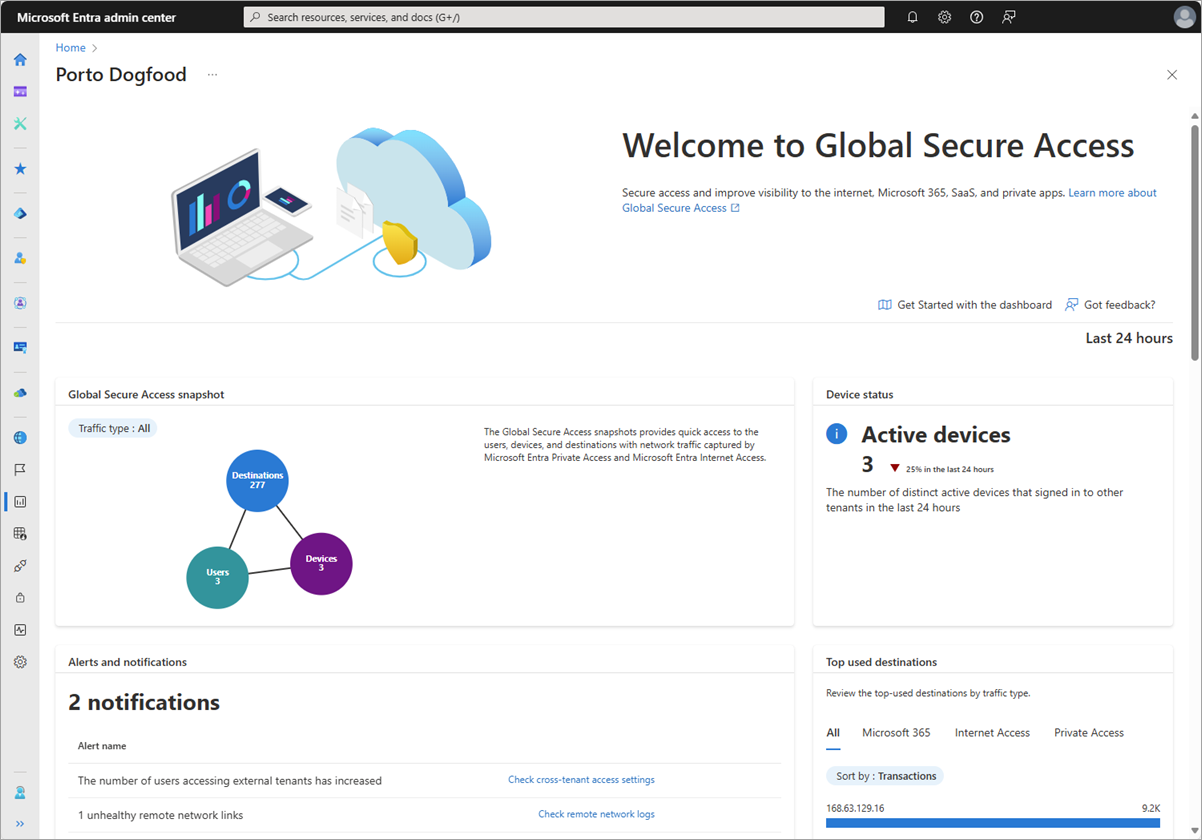 Microsoft Entra admin center
Search resources, services, and docs (G+/)
Home
Porto Dogfood
...
Welcome to Global Secure Access
Secure access and improve visibility to the internet, Microsoft 365, SaaS, and private apps. Learn more about
Global Secure Access
Get Started with the dashboard
Got feedback?
Last 24 hours
Global Secure Access snapshot
Traffic type : All
Destinations
277
Users
3
Devices
3
The Global Secure Access snapshots provides quick access to the
users, devices, and destinations with network traffic captured by
Microsoft Entra Private Access and Microsoft Entra Internet Access.
Device status
Active devices
3
25% in the last 24 hours
The number of distinct active devices that signed in to other
tenants in the last 24 hours
Alerts and notifications
2 notifications
Alert name
The number of users accessing external tenants has increased
Check cross-tenant access settings
1 unhealthy remote network links
Check remote network logs
Top used destinations
Review the top-used destinations by traffic type.
All
Microsoft 365
Internet Access
Private Access
Sort by : Transactions
168.63.129.16
9.2K